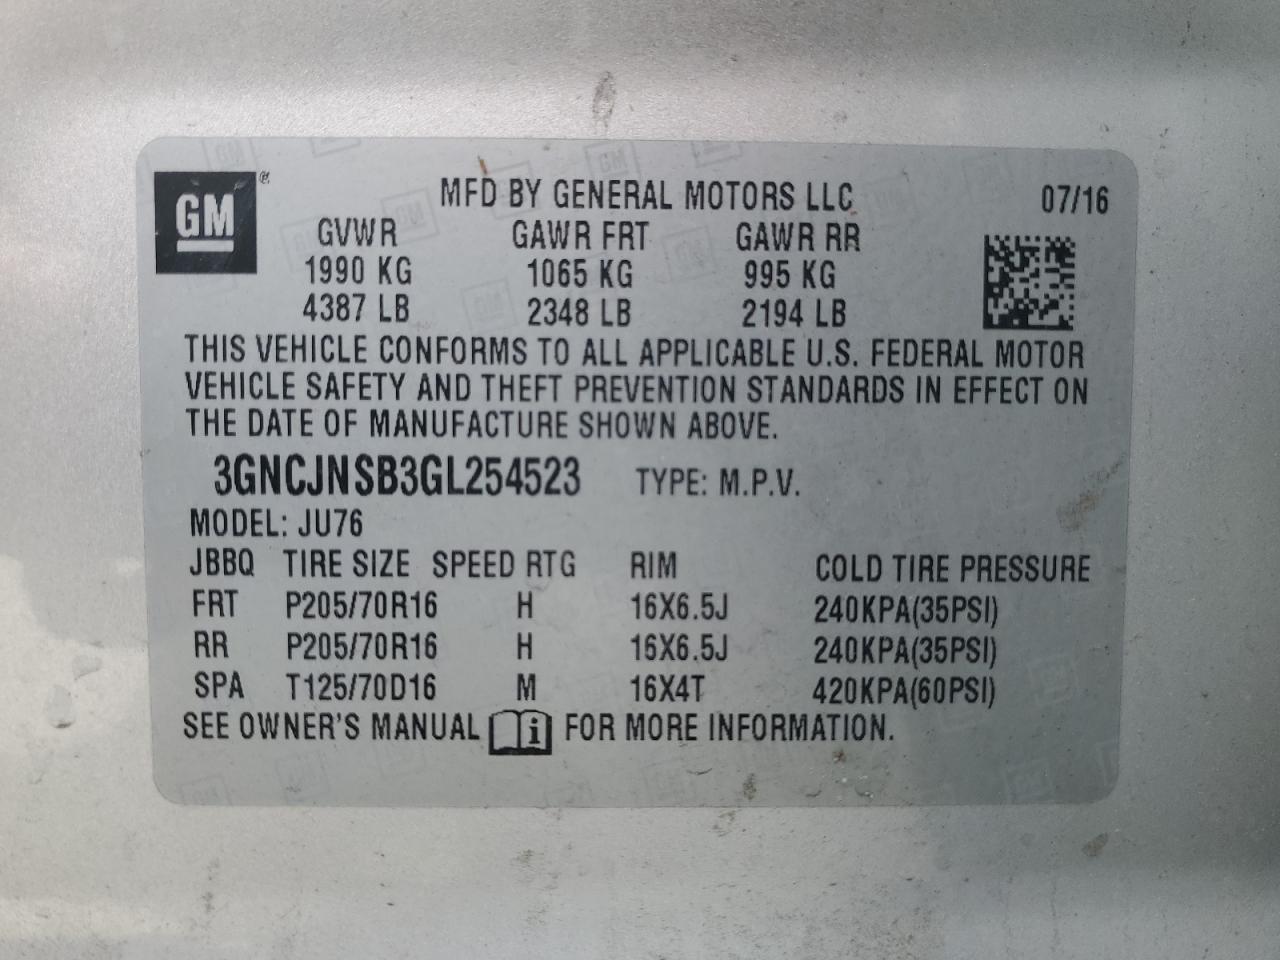 GM ® MFD BY GENERAL MOTORS LLC 07/16
GVWR GAWR FRT GAWR RR
1990 KG 1065 KG 995 KG
4387 LB 2348 LB 2194 LB
THIS VEHICLE CONFORMS TO ALL APPLICABLE U.S. FEDERAL MOTOR
VEHICLE SAFETY AND THEFT PREVENTION STANDARDS IN EFFECT ON
THE DATE OF MANUFACTURE SHOWN ABOVE.
3GNCJNSB3GL254523 TYPE: M.P.V.
MODEL: JU76
JBBQ TIRE SIZE SPEED RTG RIM COLD TIRE PRESSURE
FRT P205/70R16 H 16X6.5J 240KPA(35PSI)
RR P205/70R16 H 16X6.5J 240KPA(35PSI)
SPA T125/70D16 M 16X4T 420KPA(60PSI)
SEE OWNER'S MANUAL i FOR MORE INFORMATION.